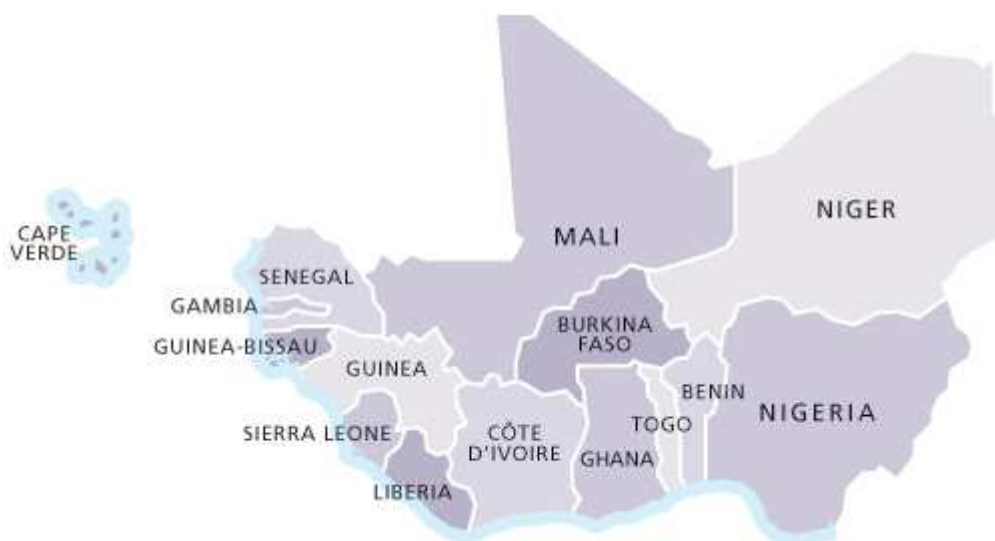 NIGER
MALI
CAPE
VERDE
SENEGAL
GAMBIA
BURKINA
FASO
GUINEA-BISSAU
GUINEA
BENIN
NIGERIA
TOGO
SIERRA LEONE
CÔTE
D'IVOIRE
GHANA
LIBERIA